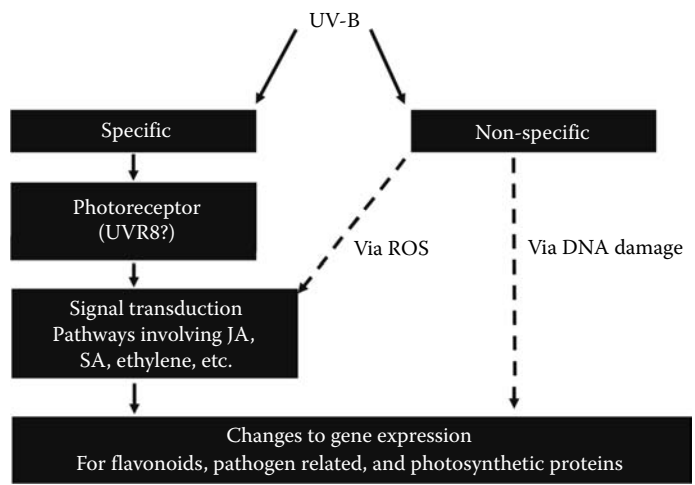 UV-B
Specific
Non-specific
Photoreceptor
(UVR8?)
Via ROS
Via DNA damage
Signal transduction
Pathways involving JA,
SA, ethylene, etc.
Changes to gene expression
For flavonoids, pathogen related, and photosynthetic proteins